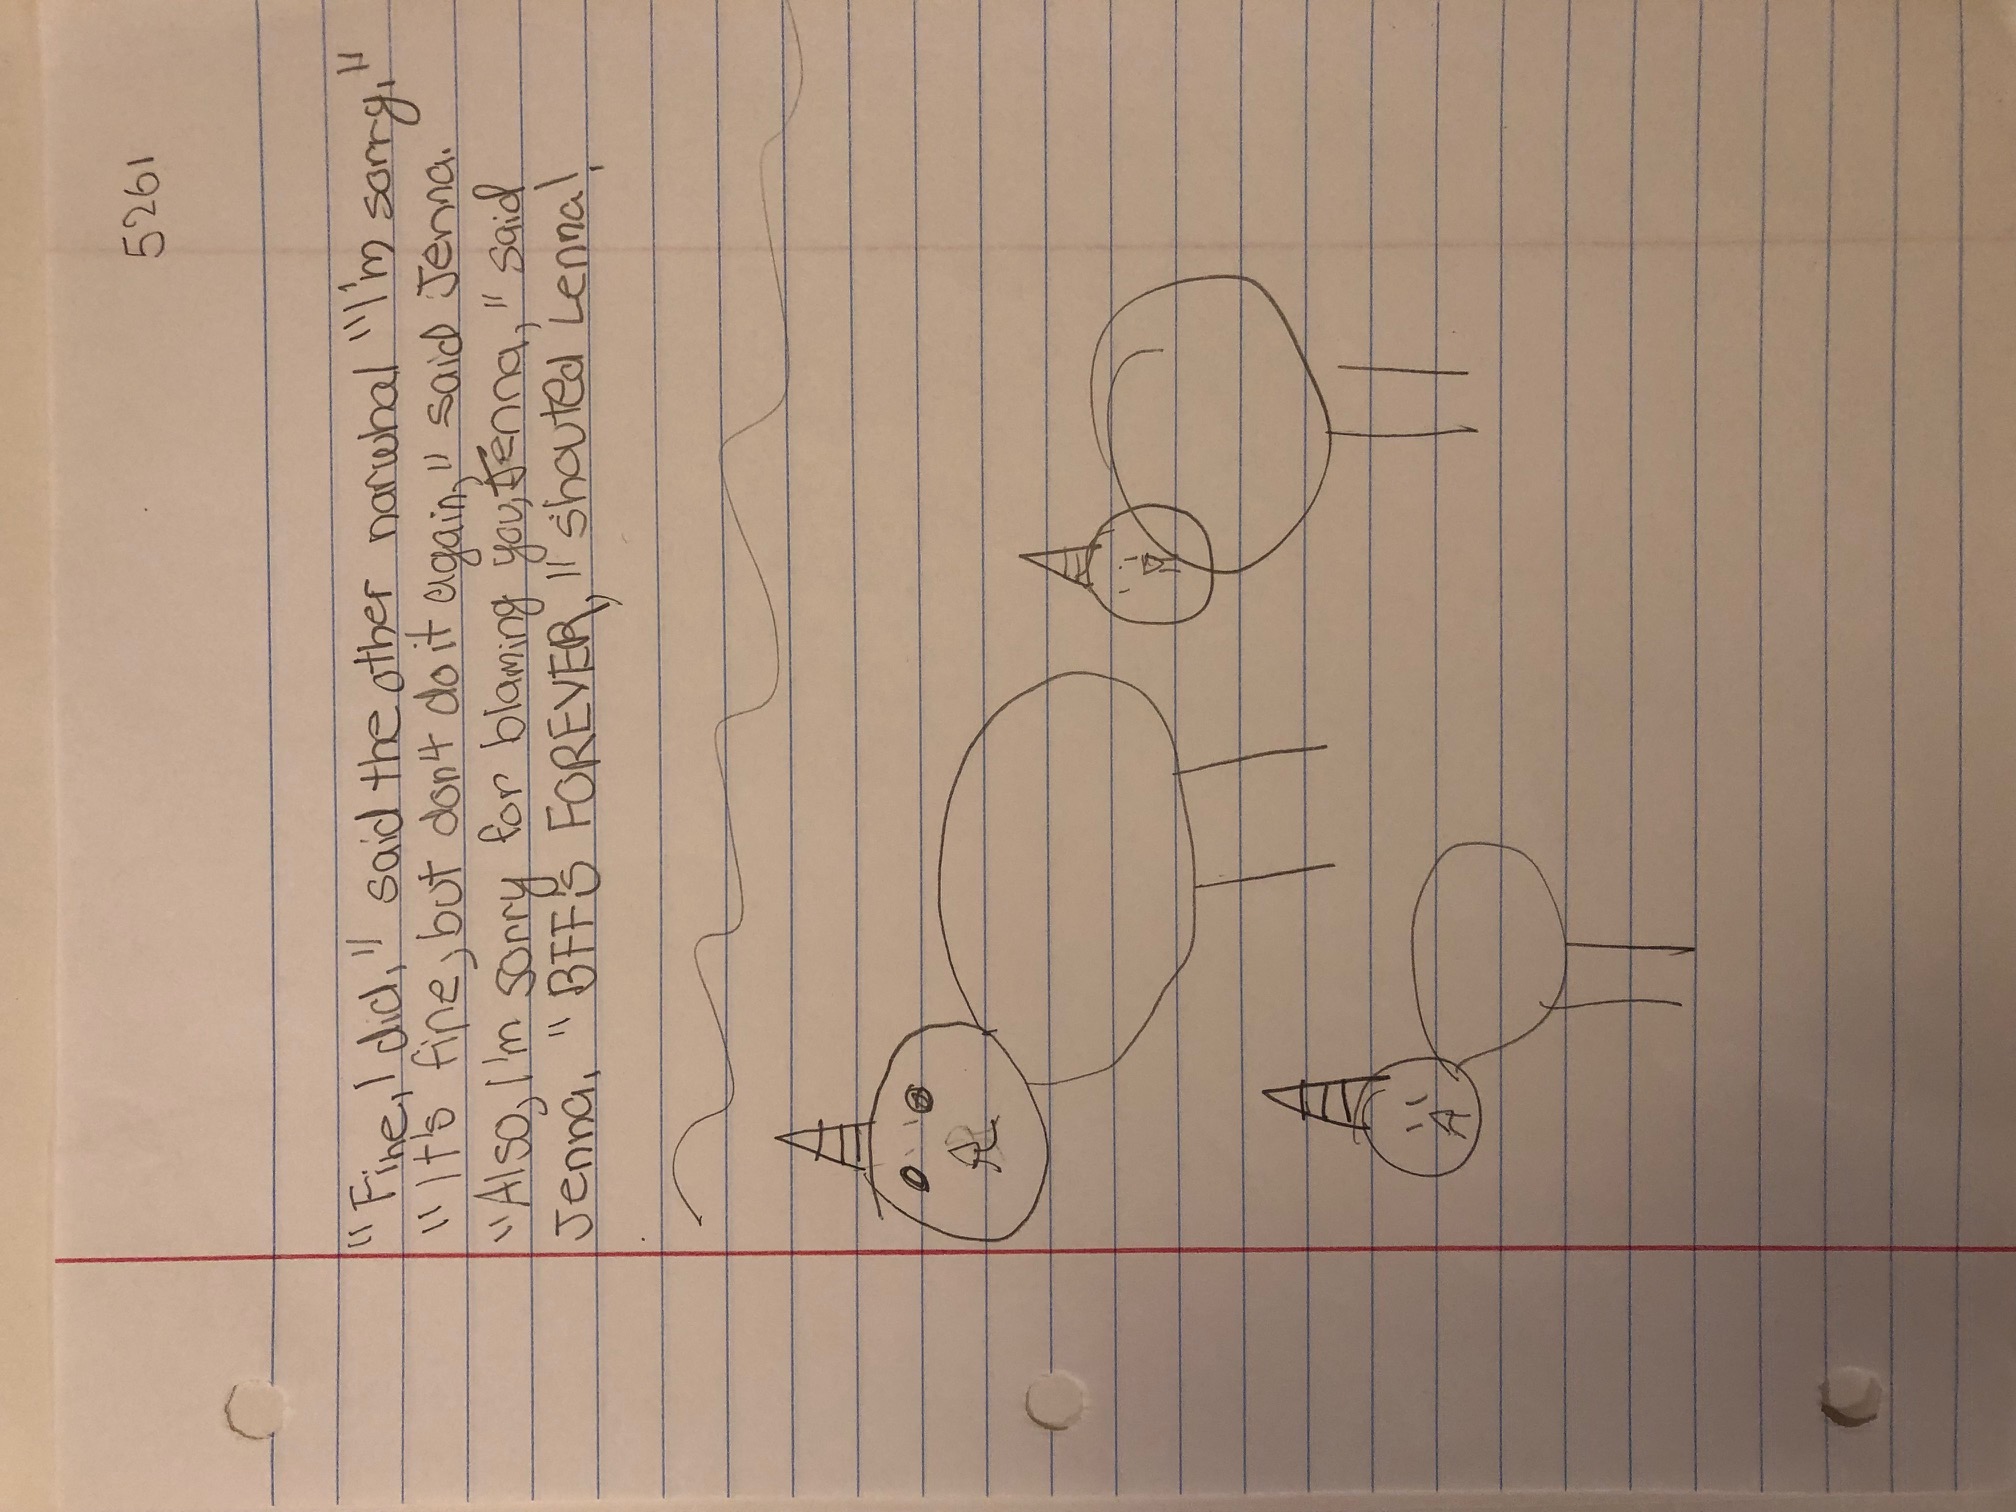 5261
"Fine, I did," said the other narwhal "I'm sorry,"
"It's fine, but don't do it again," said Jenna.
"Also, I'm sorry for blaming you, Jenna," said
Jenna. "BFF's FOREVER," shouted Lenna!